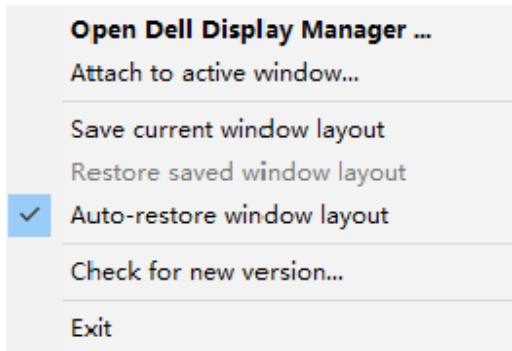 Open Dell Display Manager ...
Attach to active window...
Save current window layout
Restore saved window layout
Auto-restore window layout
Check for new version...
Exit